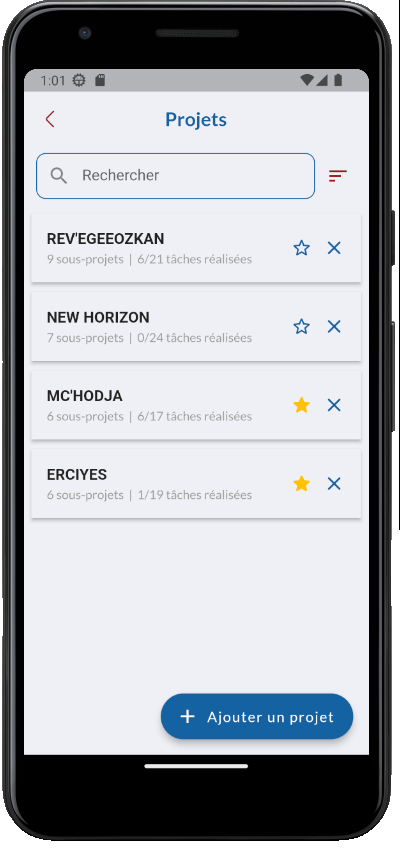 1:01
Projets
Rechercher
REV'EGEEOZKAN
9 sous-projets | 6/21 tâches réalisées
NEW HORIZON
7 sous-projets | 0/24 tâches réalisées
MC'HODJA
6 sous-projets | 6/17 tâches réalisées
ERCIYES
6 sous-projets | 1/19 tâches réalisées
+ Ajouter un projet